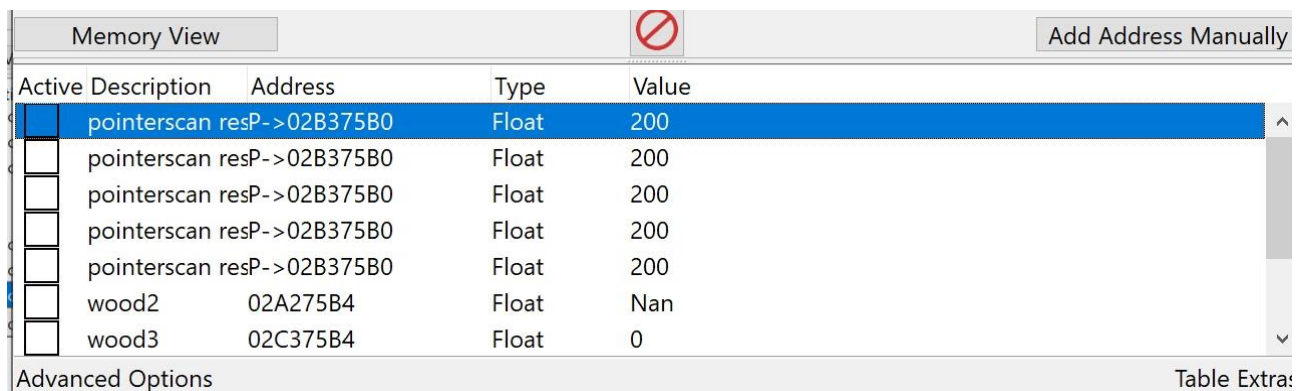 Memory View Add Address Manually
Active Description Address Type Value
pointerscan resP->02B375B0 Float 200
pointerscan resP->02B375B0 Float 200
pointerscan resP->02B375B0 Float 200
pointerscan resP->02B375B0 Float 200
pointerscan resP->02B375B0 Float 200
wood2 02A275B4 Float Nan
wood3 02C375B4 Float 0
Advanced Options Table Extras